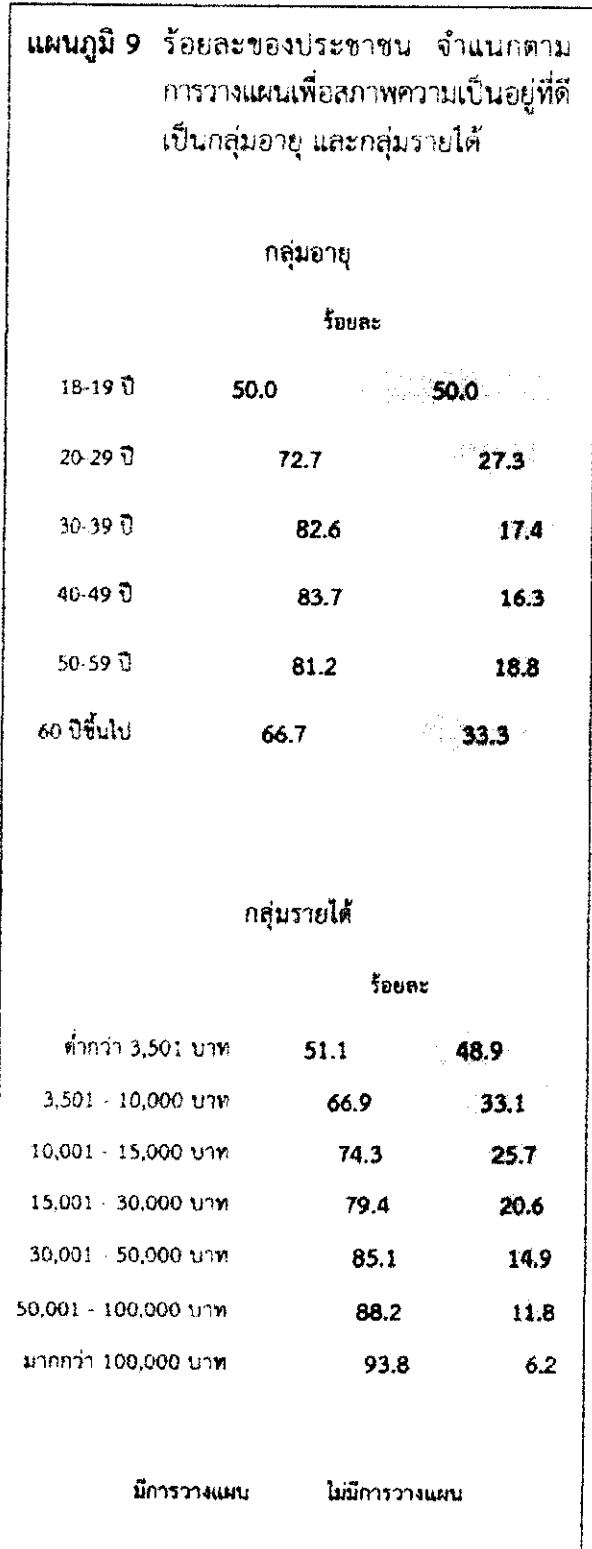 แผนภูมิ 9 ร้อยละของประชาชน จำแนกตาม
การวางแผนเพื่อสภาพความเป็นอยู่ที่ดี
เป็นกลุ่มอายุ และกลุ่มรายได้
กลุ่มอายุ
ร้อยละ
18-19 ปี 50.0 50.0
20-29 ปี 72.7 27.3
30-39 ปี 82.6 17.4
40-49 ปี 83.7 16.3
50-59 ปี 81.2 18.8
60 ปีขึ้นไป 66.7 33.3
กลุ่มรายได้
ร้อยละ
ต่ำกว่า 3,501 บาท 51.1 48.9
3,501 - 10,000 บาท 66.9 33.1
10,001 - 15,000 บาท 74.3 25.7
15,001 - 30,000 บาท 79.4 20.6
30,001 - 50,000 บาท 85.1 14.9
50,001 - 100,000 บาท 88.2 11.8
มากกว่า 100,000 บาท 93.8 6.2
มีการวางแผน ไม่มีการวางแผน